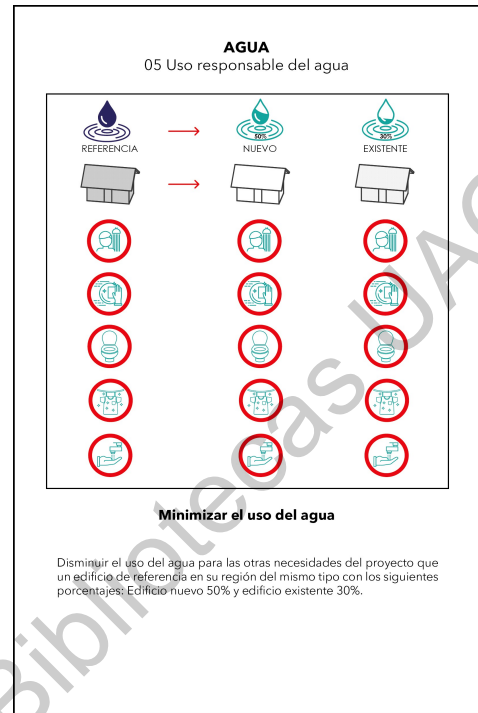 AGUA
05 Uso responsable del agua
50%
30%
REFERENCIA
NUEVO
EXISTENTE
Minimizar el uso del agua
Disminuir el uso del agua para las otras necesidades del proyecto que
un edificio de referencia en su región del mismo tipo con los siguientes
porcentajes: Edificio nuevo 50% y edificio existente 30%.
Bibliotecas UAQ